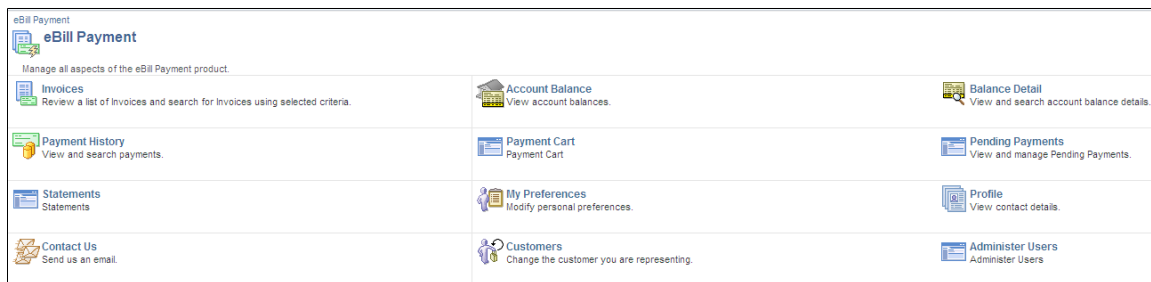 eBill Payment
eBill Payment
Manage all aspects of the eBill Payment product.
Invoices
Review a list of Invoices and search for Invoices using selected criteria.
Account Balance
View account balances.
Balance Detail
View and search account balance details.
Payment History
View and search payments.
Payment Cart
Payment Cart
Pending Payments
View and manage Pending Payments.
Statements
Statements
My Preferences
Modify personal preferences.
Profile
View contact details.
Contact Us
Send us an email.
Customers
Change the customer you are representing.
Administer Users
Administer Users